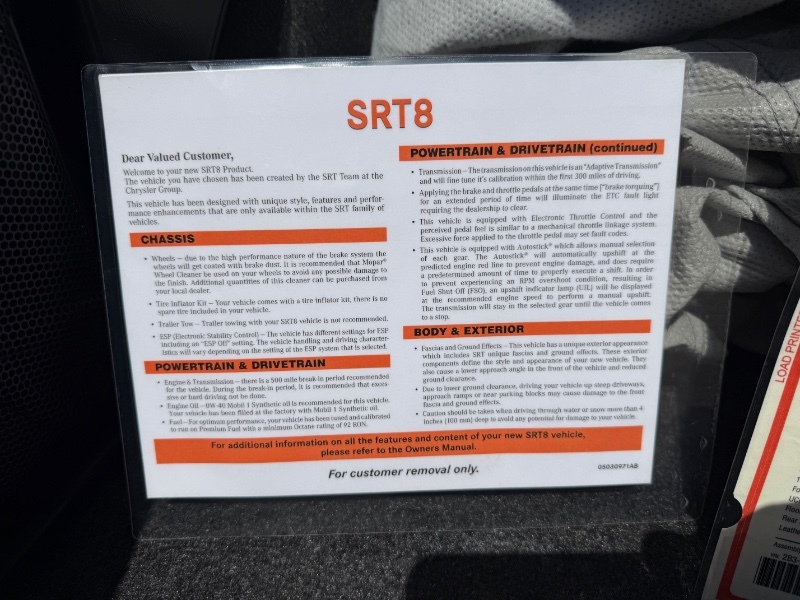 SRT8
Dear Valued Customer,
Welcome to your new SRT8 Product.
The vehicle you have chosen has been created by the SRT Team at the
Chrysler Group.
This vehicle has been designed with unique style, features and perfor-
mance enhancements that are only available within the SRT family of
vehicles.
CHASSIS
• Wheels – due to the high performance nature of the brake system the
wheels will get coated with brake dust. It is recommended that Mopar®
Wheel Cleaner be used on your wheels to avoid any possible damage to
the finish. Additional quantities of this cleaner can be purchased from
your local dealer.
• Tire Inflator Kit – Your vehicle comes with a tire inflator kit, there is no
spare tire included in your vehicle.
• Trailer Tow – Trailer towing with your SRT8 vehicle is not recommended.
• ESP (Electronic Stability Control) – The vehicle has different settings for ESP
including an "ESP Off" setting. The vehicle handling and driving character-
istics will vary depending on the setting of the ESP system that is selected.
POWERTRAIN & DRIVETRAIN
• Engine & Transmission – there is a 500 mile break-in period recommended
for the vehicle. During the break-in period, it is recommended that exces-
sive or hard driving not be done.
• Engine Oil – 0W-40 Mobil 1 Synthetic oil is recommended for this vehicle.
Your vehicle has been filled at the factory with Mobil 1 Synthetic oil.
• Fuel – For optimum performance, your vehicle has been tuned and calibrated
to run on Premium Fuel with a minimum Octane rating of 92 RON.
POWERTRAIN & DRIVETRAIN (continued)
• Transmission – The transmission on this vehicle is an "Adaptive Transmission"
and will fine tune it's calibration within the first 300 miles of driving.
• Applying the brake and throttle pedals at the same time ["brake torquing"]
for an extended period of time will illuminate the ETC fault light
requiring the dealership to clear.
• This vehicle is equipped with Electronic Throttle Control and the
perceived pedal feel is similar to a mechanical throttle linkage system.
Excessive force applied to the throttle pedal may set fault codes.
• This vehicle is equipped with Autostick® which allows manual selection
of each gear. The Autostick® will automatically upshift at the
predicted engine red line to prevent engine damage, and does require
a predetermined amount of time to properly execute a shift. In order
to prevent experiencing an RPM overshoot condition, resulting in
Fuel Shut Off (FSO), an upshift indicator lamp (UIL) will be displayed
at the recommended engine speed to perform a manual upshift.
The transmission will stay in the selected gear until the vehicle comes
to a stop.
BODY & EXTERIOR
• Fascias and Ground Effects – This vehicle has a unique exterior appearance
which includes SRT unique fascias and ground effects. These exterior
components define the style and appearance of your new vehicle. They
also cause a lower approach angle in the front of the vehicle and reduced
ground clearance.
• Due to lower ground clearance, driving your vehicle up steep driveways,
approach ramps or near parking blocks may cause damage to the front
fascia and ground effects.
• Caution should be taken when driving through water or snow more than 4
inches (100 mm) deep to avoid any potential for damage to your vehicle.
For additional information on all the features and content of your new SRT8 vehicle,
please refer to the Owners Manual.
For customer removal only.
05030971AB
LOAD PRINTE
Rear
Leathe
Assemb
VIN: 2B3